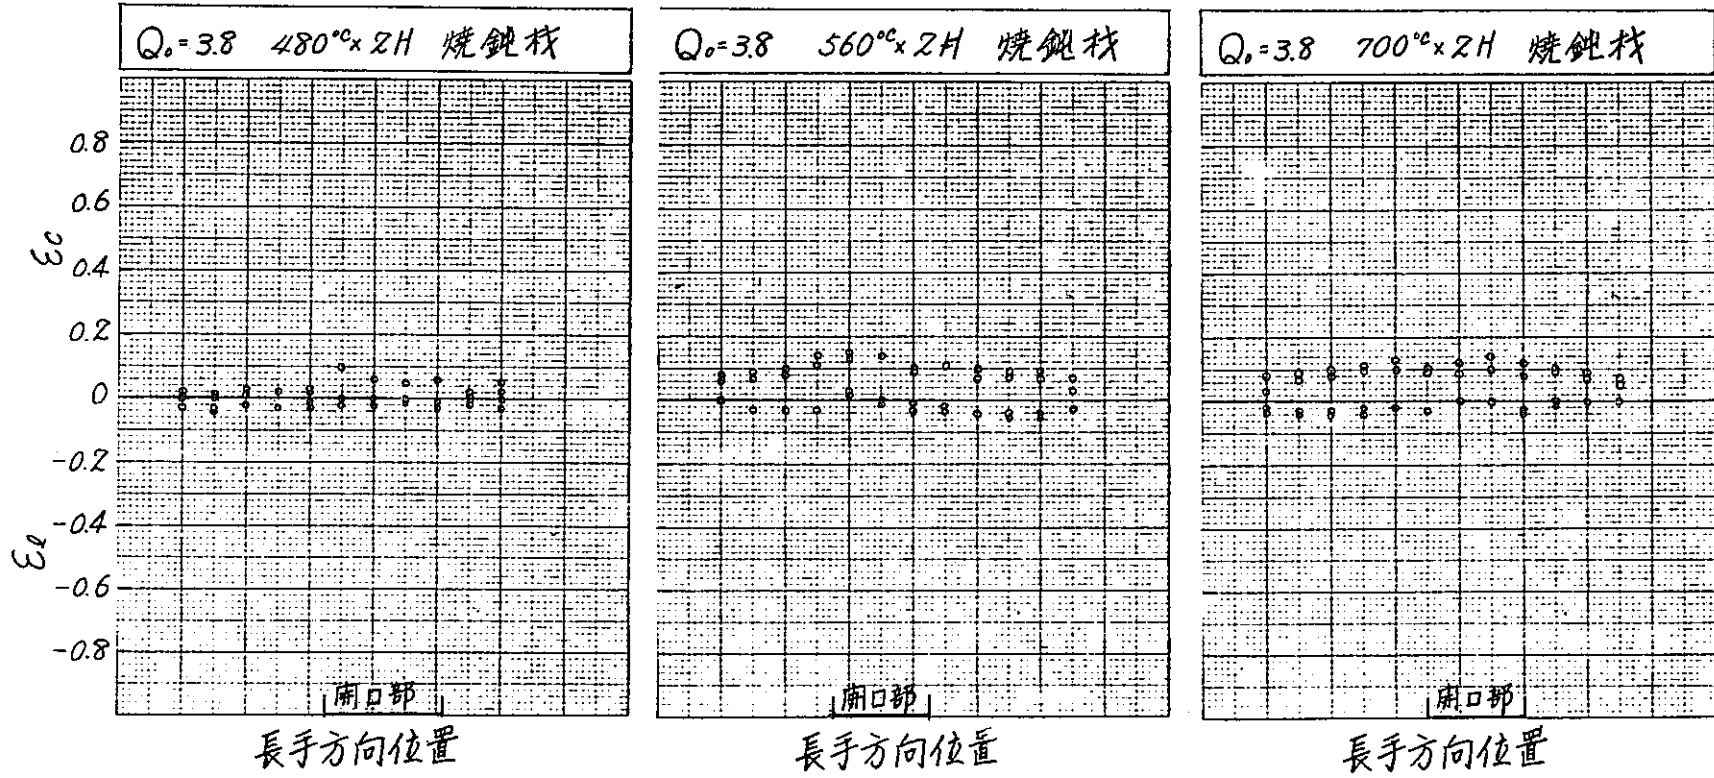 Q₀=3.8 480°C×2H 焼鈍材
Q₀=3.8 560°C×2H 焼鈍材
Q₀=3.8 700°C×2H 焼鈍材
εc
0.8
0.6
0.4
0.2
0
-0.2
-0.4
-0.6
-0.8
εℓ
開口部
開口部
開口部
長手方向位置
長手方向位置
長手方向位置